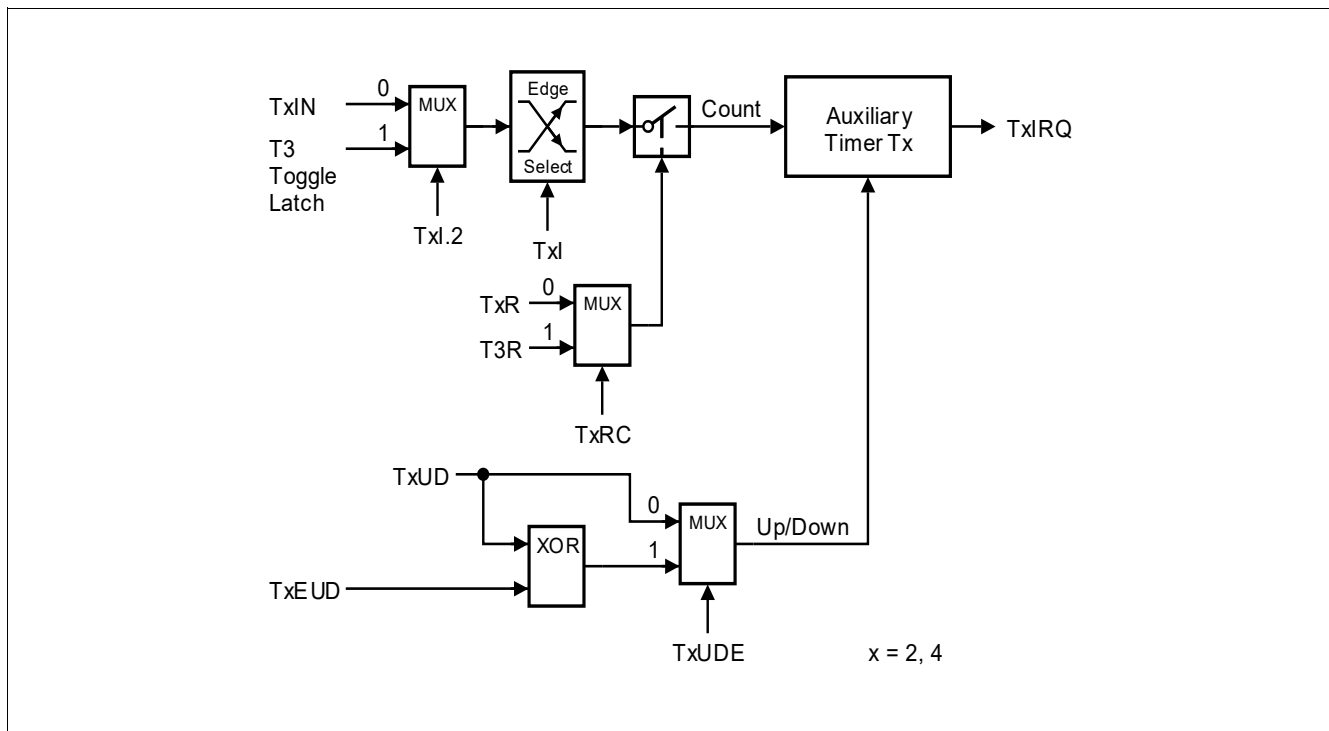 0
TxIN
MUX
1
T3
Toggle
Latch
TxI.2
Edge
Select
TxI
Count
Auxiliary
Timer Tx
TxIRQ
0
TxR
MUX
1
T3R
TxRC
TxUD
0
MUX
Up/Down
XOR
1
TxEUD
TxUDE
x = 2, 4